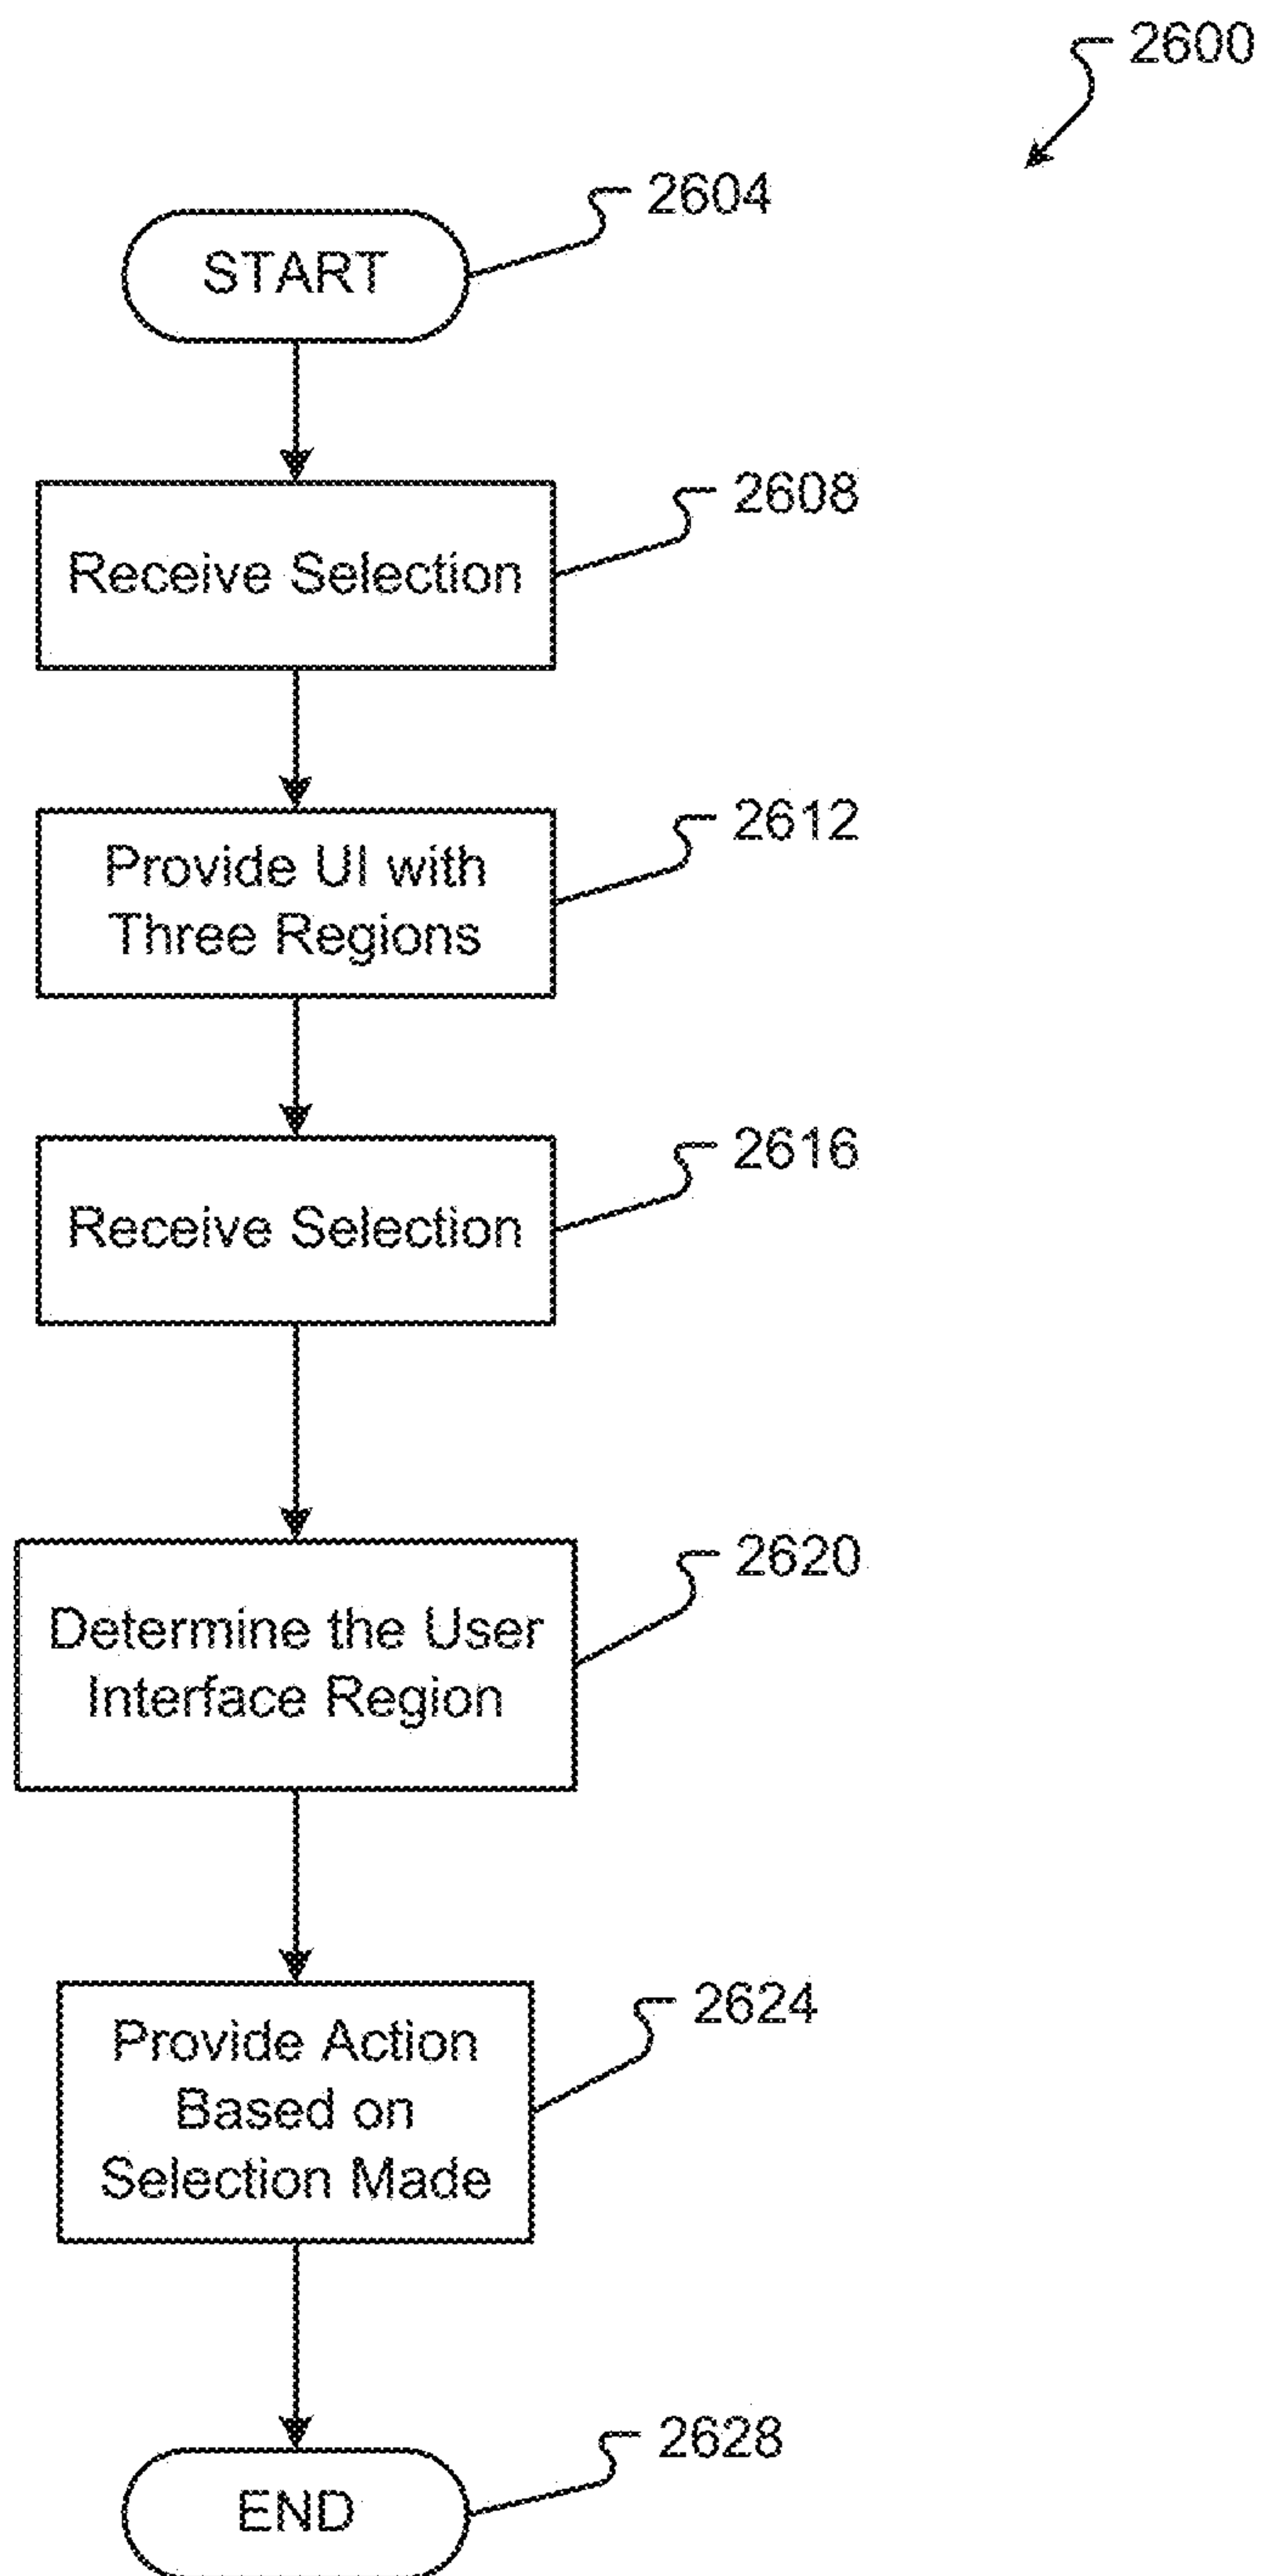 2600
2604
START
2608
Receive Selection
2612
Provide UI with
Three Regions
2616
Receive Selection
2620
Determine the User
Interface Region
2624
Provide Action
Based on
Selection Made
2628
END